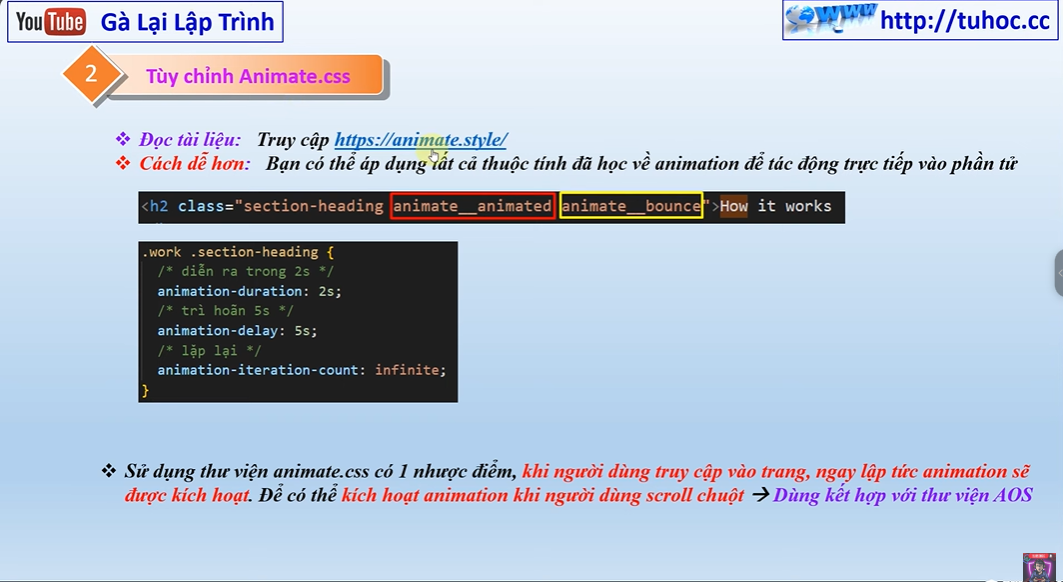 YouTube Gà Lại Lập Trình
WWW http://tuhoc.cc
2 Tùy chỉnh Animate.css
❖ Đọc tài liệu: Truy cập https://animate.style/
❖ Cách dễ hơn: Bạn có thể áp dụng tất cả thuộc tính đã học về animation để tác động trực tiếp vào phần tử
<h2 class="section-heading animate__animated animate__bounce">How it works
.work .section-heading {
/* diễn ra trong 2s */
animation-duration: 2s;
/* trì hoãn 5s */
animation-delay: 5s;
/* lặp lại */
animation-iteration-count: infinite;
}
❖ Sử dụng thư viện animate.css có 1 nhược điểm, khi người dùng truy cập vào trang, ngay lập tức animation sẽ
được kích hoạt. Để có thể kích hoạt animation khi người dùng scroll chuột → Dùng kết hợp với thư viện AOS